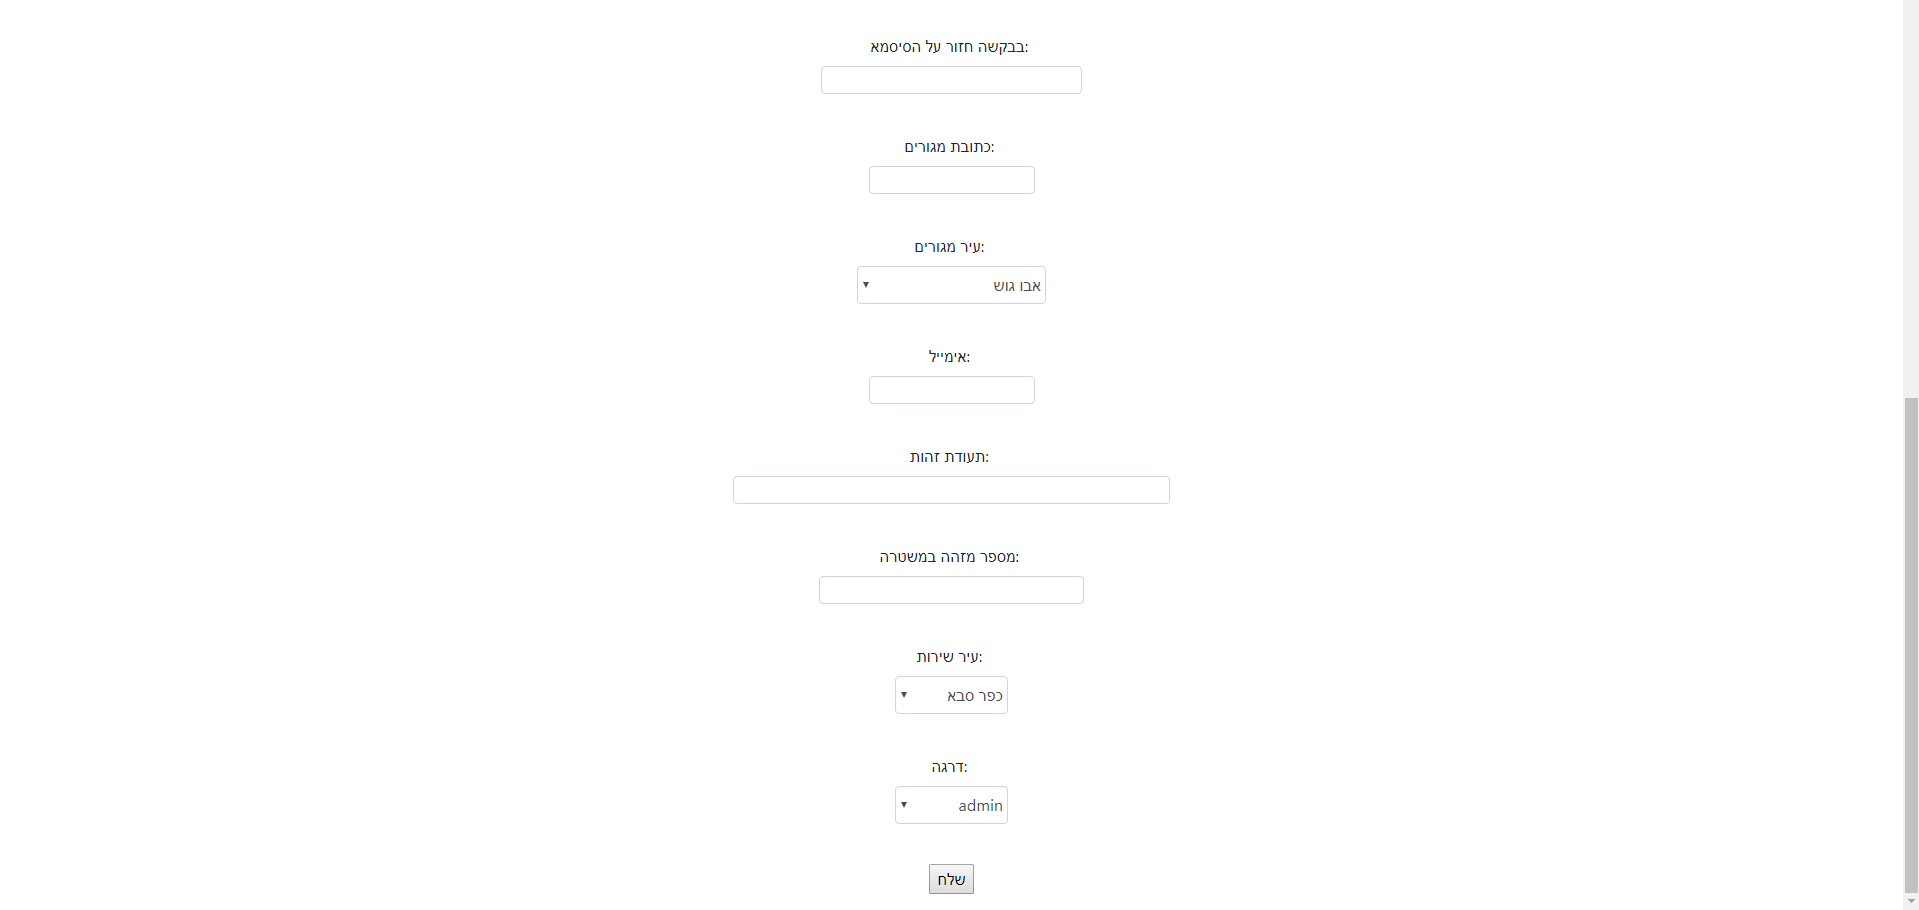 בבקשה חזור על הסיסמא:
כתובת מגורים:
עיר מגורים:
אבו גוש
אימייל:
תעודת זהות:
מספר מזהה במשטרה:
עיר שירות:
כפר סבא
דרגה:
admin
שלח